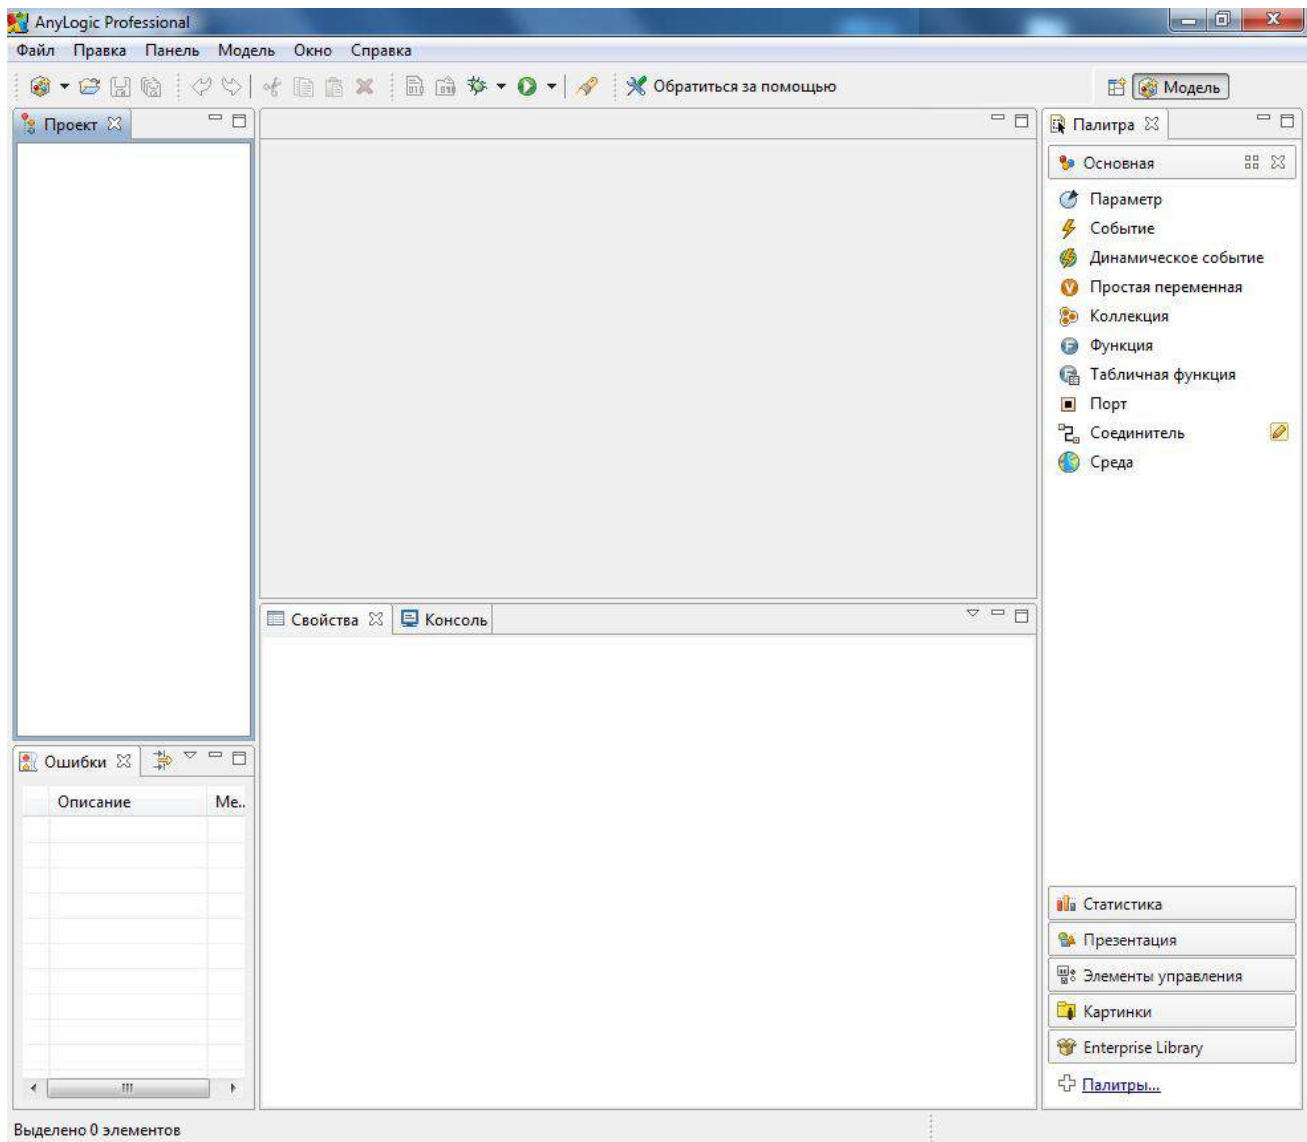 AnyLogic Professional
Файл Правка Панель Модель Окно Справка
Обратиться за помощью
Модель
Проект
Палитра
Основная
Параметр
Событие
Динамическое событие
Простая переменная
Коллекция
Функция
Табличная функция
Порт
Соединитель
Среда
Свойства Консоль
Ошибки
Описание Ме..
Статистика
Презентация
Элементы управления
Картинки
Enterprise Library
Палитры...
Выделено 0 элементов